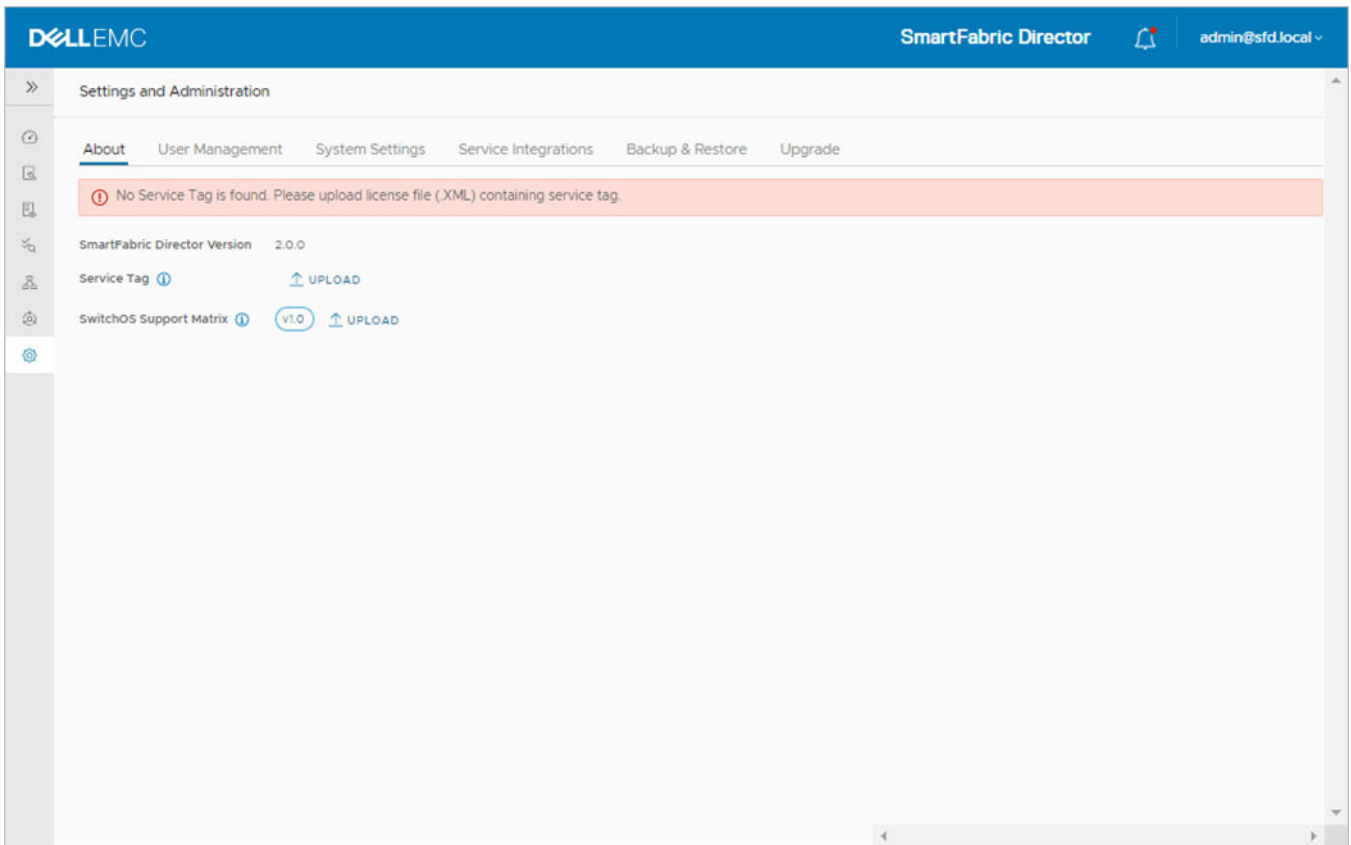 DELLEMC
SmartFabric Director
admin@sfd.local
Settings and Administration
About User Management System Settings Service Integrations Backup & Restore Upgrade
No Service Tag is found. Please upload license file (.XML) containing service tag.
SmartFabric Director Version 2.0.0
Service Tag UPLOAD
SwitchOS Support Matrix v1.0 UPLOAD